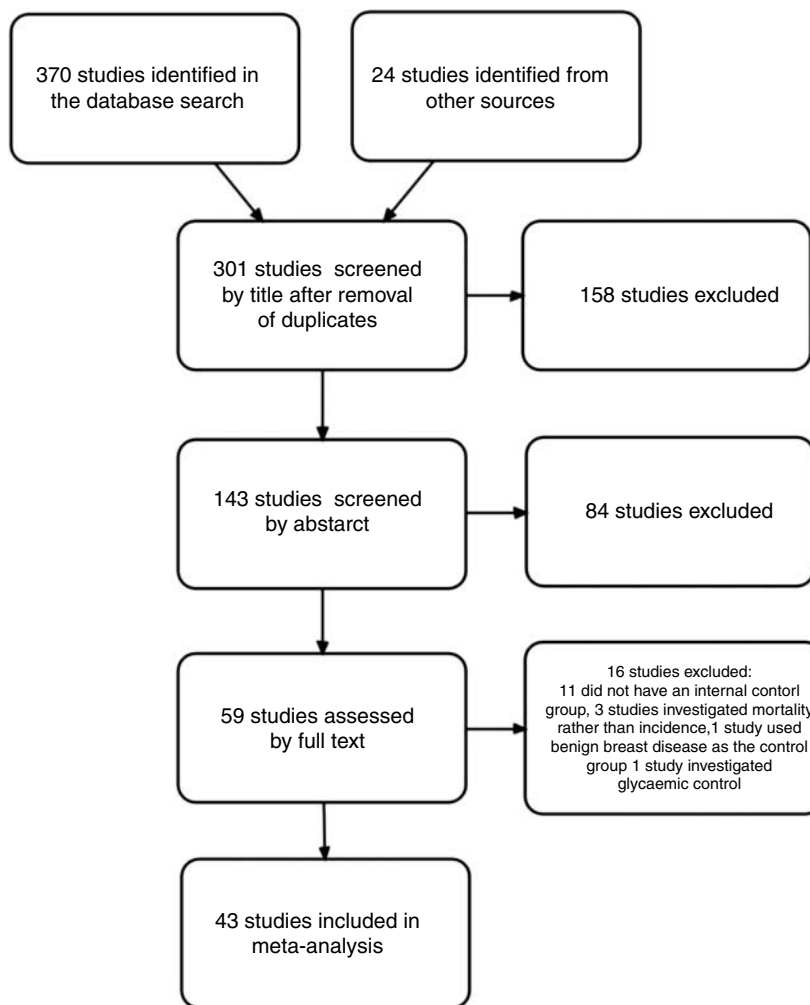 370 studies identified in
the database search
24 studies identified from
other sources
301 studies screened
by title after removal
of duplicates
158 studies excluded
143 studies screened
by abstarct
84 studies excluded
59 studies assessed
by full text
16 studies excluded:
11 did not have an internal contorl
group, 3 studies investigated mortality
rather than incidence,1 study used
benign breast disease as the control
group 1 study investigated
glycaemic control
43 studies included in
meta-analysis